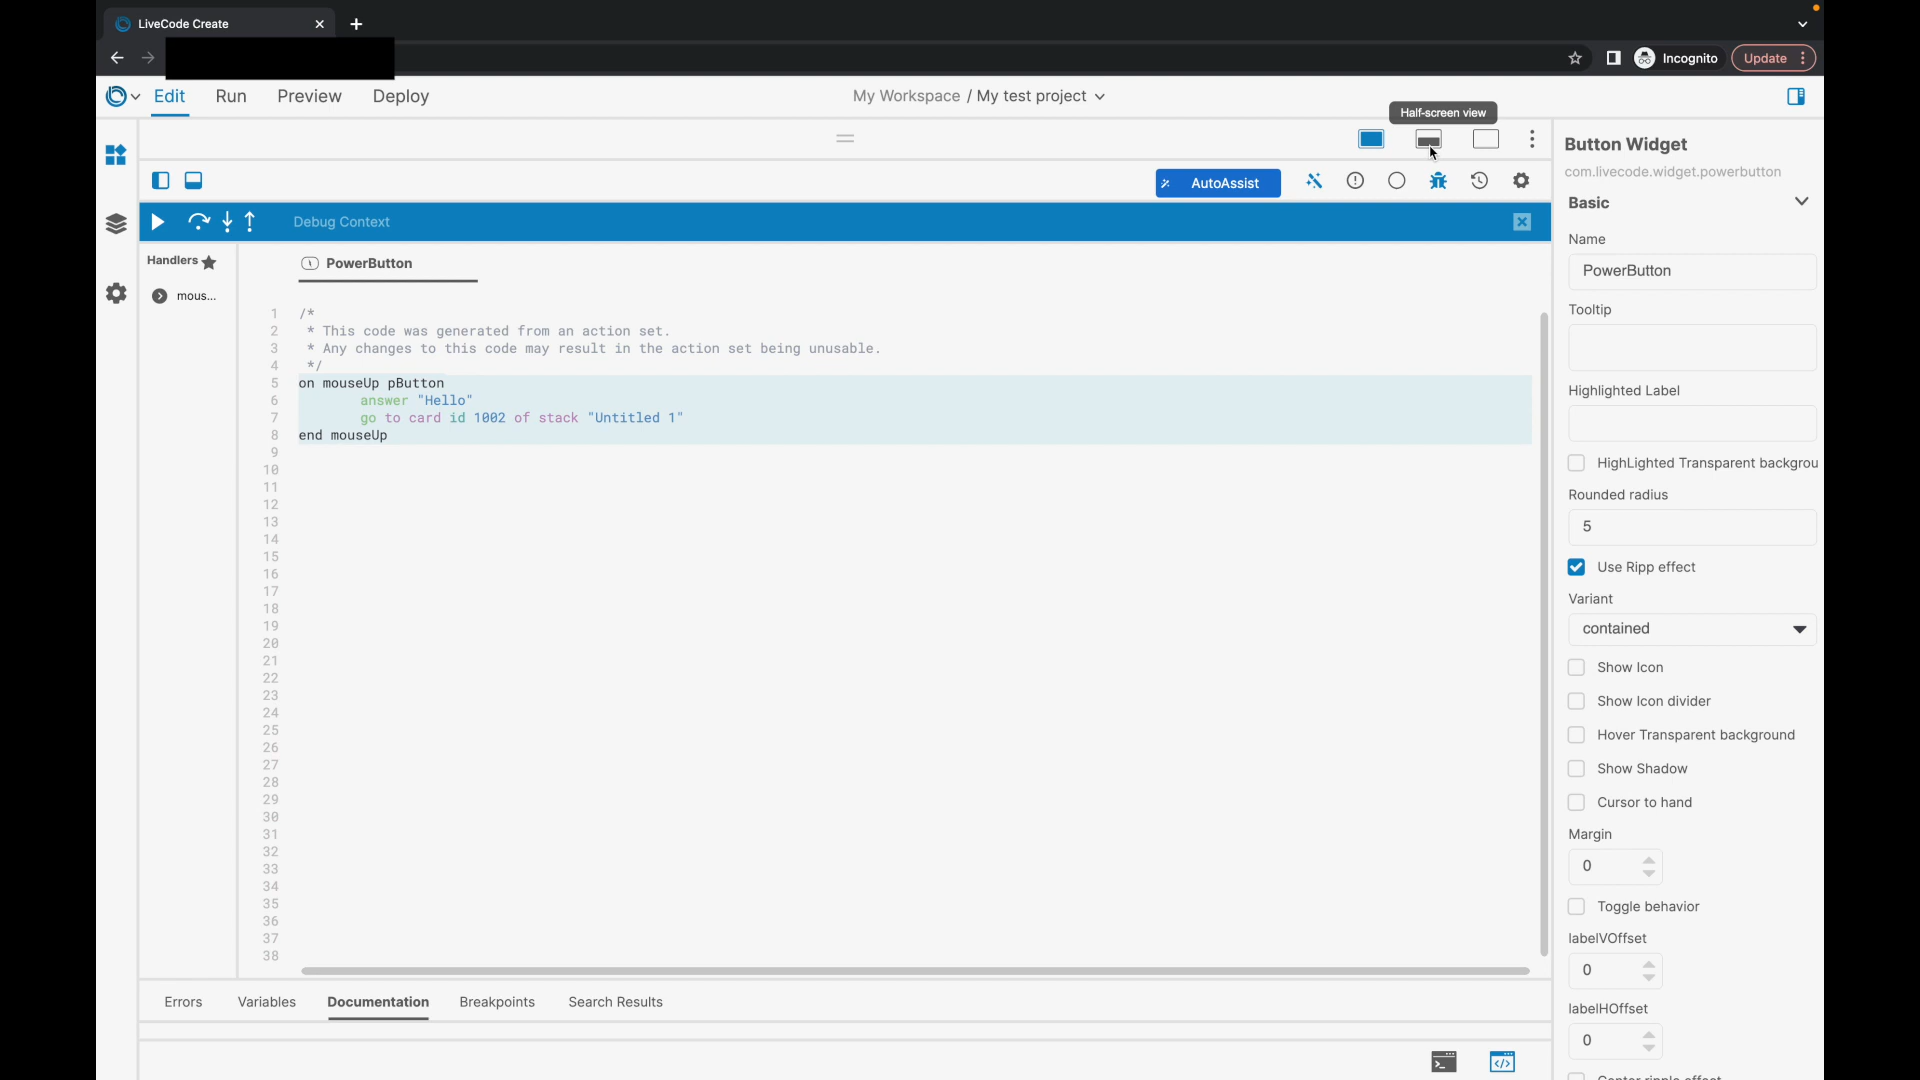 LiveCode Create
Incognito
Update
Edit
Run
Preview
Deploy
My Workspace / My test project
Half-screen view
AutoAssist
Debug Context
Handlers
mous...
PowerButton
1 /*
2 * This code was generated from an action set.
3 * Any changes to this code may result in the action set being unusable.
4 */
5 on mouseUp pButton
6 answer "Hello"
7 go to card id 1002 of stack "Untitled 1"
8 end mouseUp
9
10
11
12
13
14
15
16
17
18
19
20
21
22
23
24
25
26
27
28
29
30
31
32
33
34
35
36
37
38
Errors
Variables
Documentation
Breakpoints
Search Results
Button Widget
com.livecode.widget.powerbutton
Basic
Name
PowerButton
Tooltip
Highlighted Label
HighLighted Transparent backgrou
Rounded radius
5
Use Ripp effect
Variant
contained
Show Icon
Show Icon divider
Hover Transparent background
Show Shadow
Cursor to hand
Margin
0
Toggle behavior
labelVOffset
0
labelHOffset
0